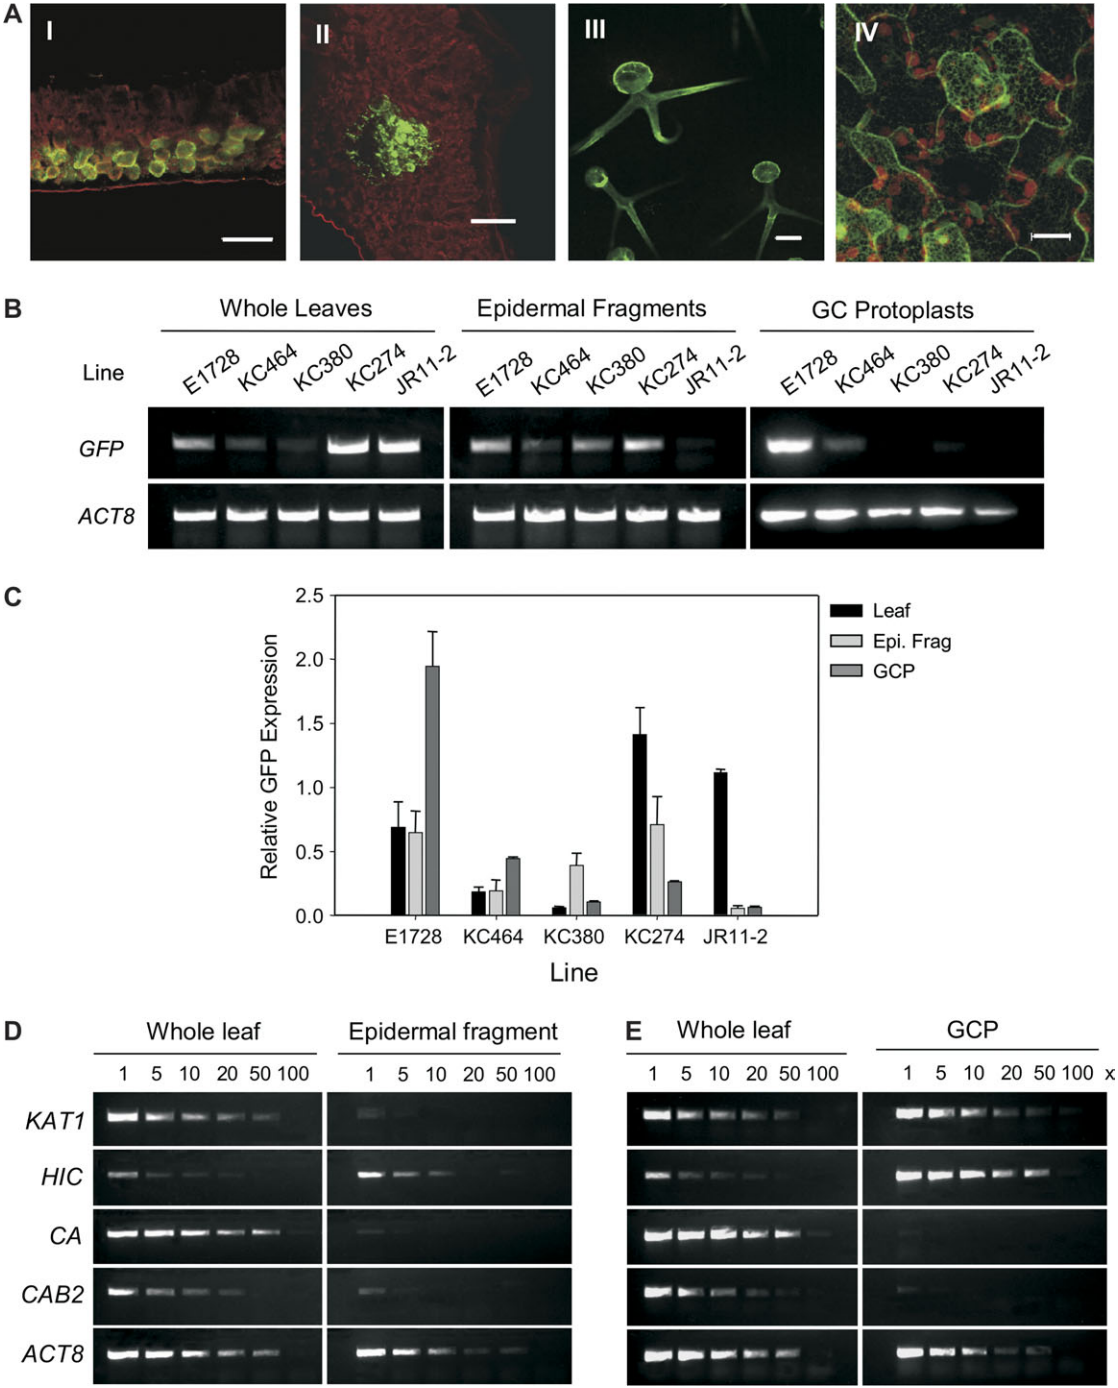 A I II III IV
B Whole Leaves Epidermal Fragments GC Protoplasts
Line E1728 KC464 KC380 KC274 JR11-2 E1728 KC464 KC380 KC274 JR11-2 E1728 KC464 KC380 KC274 JR11-2
GFP
ACT8
C
2.5
2.0
1.5
1.0
0.5
0.0
Relative GFP Expression
Leaf
Epi. Frag
GCP
E1728 KC464 KC380 KC274 JR11-2
Line
D Whole leaf Epidermal fragment E Whole leaf GCP
1 5 10 20 50 100 1 5 10 20 50 100 1 5 10 20 50 100 1 5 10 20 50 100 x
KAT1
HIC
CA
CAB2
ACT8